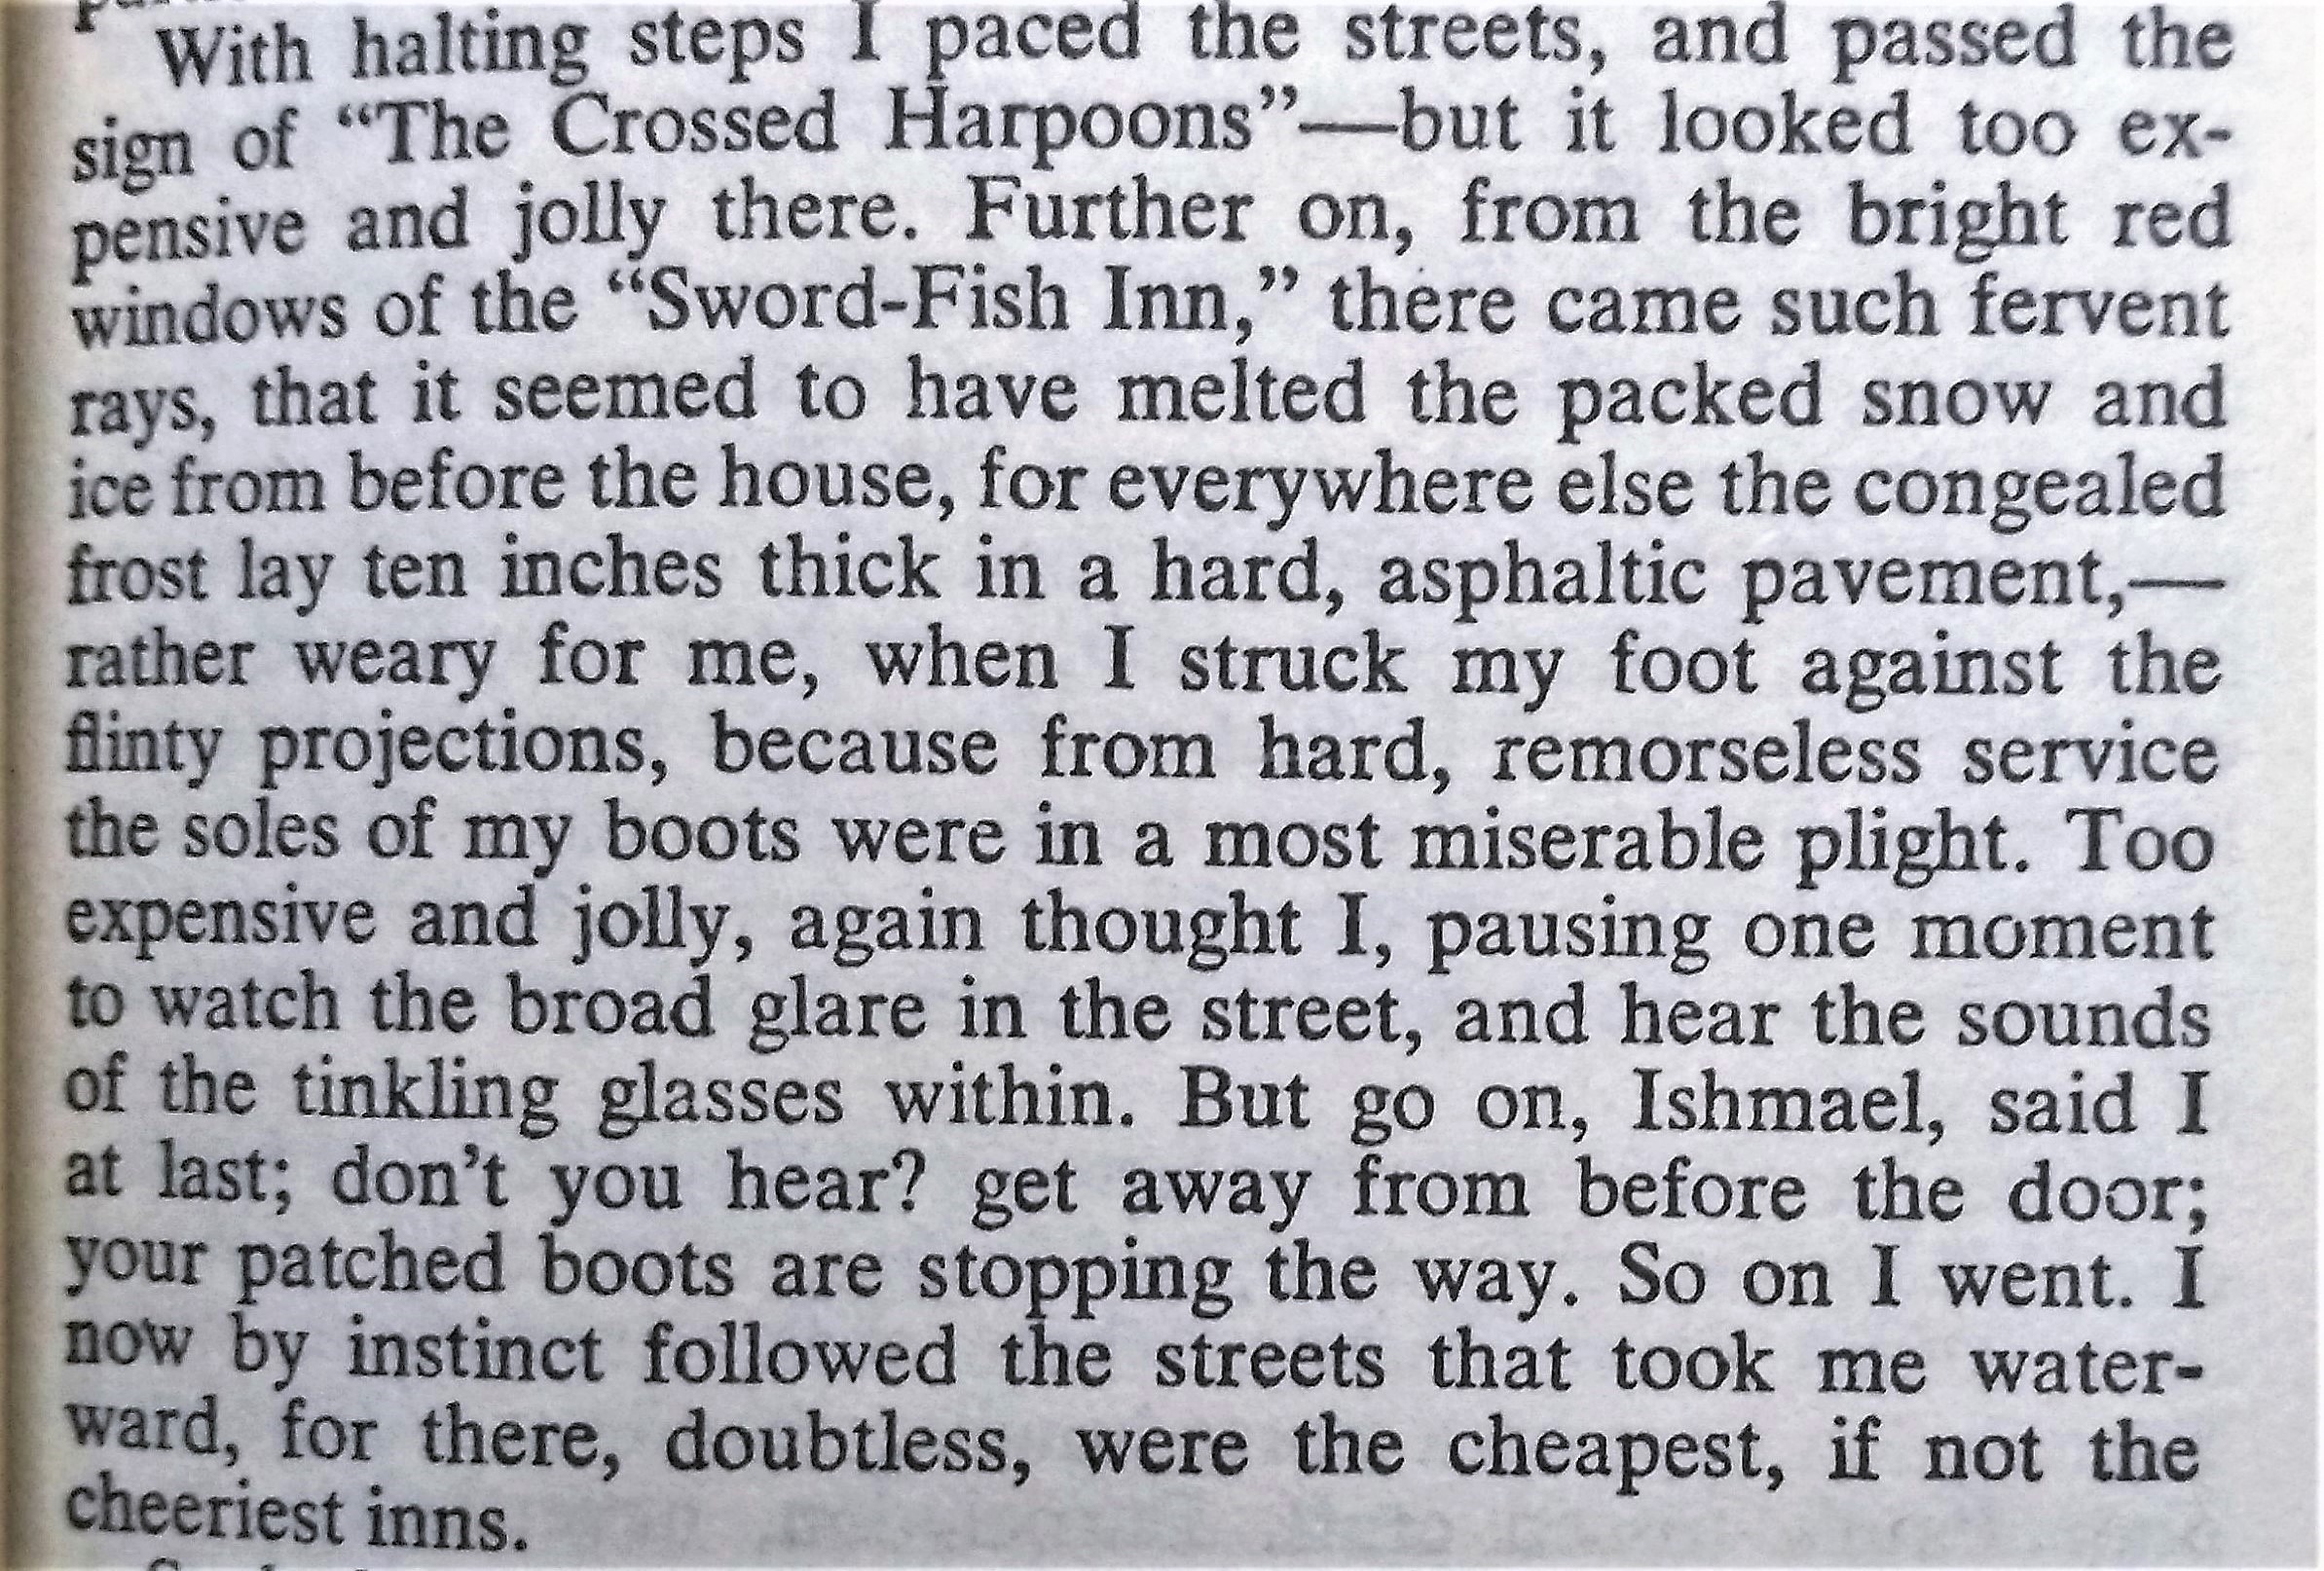 With halting steps I paced the streets, and passed the
sign of “The Crossed Harpoons”—but it looked too ex-
pensive and jolly there. Further on, from the bright red
windows of the “Sword-Fish Inn,” there came such fervent
rays, that it seemed to have melted the packed snow and
ice from before the house, for everywhere else the congealed
frost lay ten inches thick in a hard, asphaltic pavement,—
rather weary for me, when I struck my foot against the
flinty projections, because from hard, remorseless service
the soles of my boots were in a most miserable plight. Too
expensive and jolly, again thought I, pausing one moment
to watch the broad glare in the street, and hear the sounds
of the tinkling glasses within. But go on, Ishmael, said I
at last; don’t you hear? get away from before the door;
your patched boots are stopping the way. So on I went. I
now by instinct followed the streets that took me water-
ward, for there, doubtless, were the cheapest, if not the
cheeriest inns.